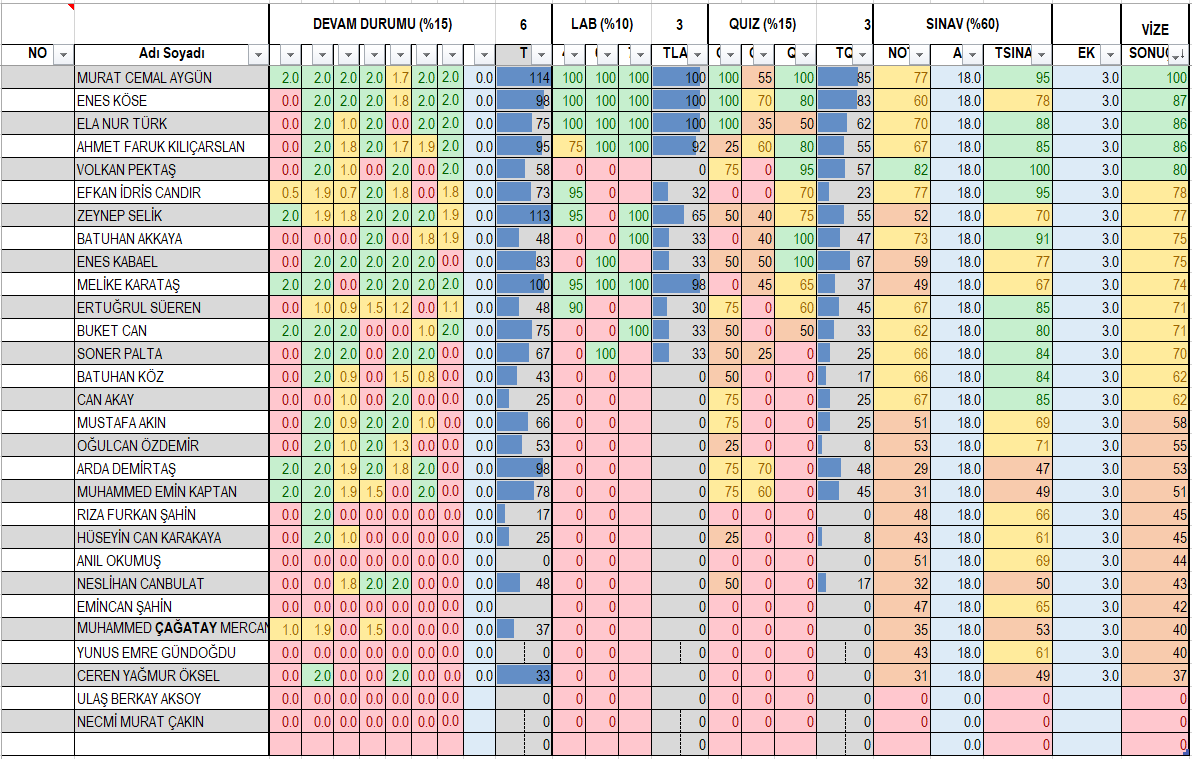 DEVAM DURUMU (%15) 6 LAB (%10) 3 QUIZ (%15) 3 SINAV (%60) VİZE
NO Adı Soyadı T TLA Q TQ NOT A TSINA EK SONUÇ
MURAT CEMAL AYGÜN 2.0 2.0 2.0 2.0 1.7 2.0 2.0 0.0 114 100 100 100 100 100 55 100 85 77 18.0 95 3.0 100
ENES KÖSE 0.0 2.0 2.0 2.0 1.8 2.0 2.0 0.0 98 100 100 100 100 100 70 80 83 60 18.0 78 3.0 87
ELA NUR TÜRK 0.0 2.0 1.0 2.0 0.0 2.0 2.0 0.0 75 100 100 100 100 100 35 50 62 70 18.0 88 3.0 86
AHMET FARUK KILIÇARSLAN 0.0 2.0 1.8 2.0 1.7 1.9 2.0 0.0 95 75 100 100 92 25 60 80 55 67 18.0 85 3.0 86
VOLKAN PEKTAŞ 0.0 2.0 1.0 0.0 2.0 0.0 2.0 0.0 58 0 0 0 75 0 95 57 82 18.0 100 3.0 80
EFKAN İDRİS CANDIR 0.5 1.9 0.7 2.0 1.8 0.0 1.8 0.0 73 95 0 32 0 0 70 23 77 18.0 95 3.0 78
ZEYNEP SELİK 2.0 1.9 1.8 2.0 2.0 2.0 1.9 0.0 113 95 0 100 65 50 40 75 55 52 18.0 70 3.0 77
BATUHAN AKKAYA 0.0 0.0 0.0 2.0 0.0 1.8 1.9 0.0 48 0 0 100 33 0 40 100 47 73 18.0 91 3.0 75
ENES KABAEL 0.0 2.0 2.0 2.0 2.0 2.0 0.0 0.0 83 0 100 33 50 50 100 67 59 18.0 77 3.0 75
MELİKE KARATAŞ 2.0 2.0 0.0 2.0 2.0 2.0 2.0 0.0 100 95 100 100 98 0 45 65 37 49 18.0 67 3.0 74
ERTUĞRUL SÜEREN 0.0 1.0 0.9 1.5 1.2 0.0 1.1 0.0 48 90 0 30 75 0 60 45 67 18.0 85 3.0 71
BUKET CAN 2.0 2.0 2.0 0.0 0.0 1.0 2.0 0.0 75 0 0 100 33 50 0 50 33 62 18.0 80 3.0 71
SONER PALTA 0.0 2.0 2.0 0.0 2.0 2.0 0.0 0.0 67 0 100 33 50 25 0 25 66 18.0 84 3.0 70
BATUHAN KÖZ 0.0 2.0 0.9 0.0 1.5 0.8 0.0 0.0 43 0 0 0 50 0 0 17 66 18.0 84 3.0 62
CAN AKAY 0.0 0.0 1.0 0.0 2.0 0.0 0.0 0.0 25 0 0 0 75 0 0 25 67 18.0 85 3.0 62
MUSTAFA AKIN 0.0 2.0 0.9 2.0 2.0 1.0 0.0 0.0 66 0 0 0 75 0 0 25 51 18.0 69 3.0 58
OĞULCAN ÖZDEMİR 0.0 2.0 1.0 2.0 1.3 0.0 0.0 0.0 53 0 0 0 25 0 0 8 53 18.0 71 3.0 55
ARDA DEMİRTAŞ 2.0 2.0 1.9 2.0 1.8 2.0 0.0 0.0 98 0 0 0 75 70 0 48 29 18.0 47 3.0 53
MUHAMMED EMİN KAPTAN 2.0 2.0 1.9 1.5 0.0 2.0 0.0 0.0 78 0 0 0 75 60 0 45 31 18.0 49 3.0 51
RIZA FURKAN ŞAHİN 0.0 2.0 0.0 0.0 0.0 0.0 0.0 0.0 17 0 0 0 0 0 0 0 48 18.0 66 3.0 45
HÜSEYİN CAN KARAKAYA 0.0 2.0 1.0 0.0 0.0 0.0 0.0 0.0 25 0 0 0 25 0 0 8 43 18.0 61 3.0 45
ANIL OKUMUŞ 0.0 0.0 0.0 0.0 0.0 0.0 0.0 0.0 0 0 0 0 0 0 0 0 51 18.0 69 3.0 44
NESLİHAN CANBULAT 0.0 0.0 1.8 2.0 2.0 0.0 0.0 0.0 48 0 0 0 50 0 0 17 32 18.0 50 3.0 43
EMİNCAN ŞAHİN 0.0 0.0 0.0 0.0 0.0 0.0 0.0 0.0 0 0 0 0 0 0 0 0 47 18.0 65 3.0 42
MUHAMMED ÇAĞATAY MERCAN 1.0 1.9 0.0 1.5 0.0 0.0 0.0 0.0 37 0 0 0 0 0 0 0 35 18.0 53 3.0 40
YUNUS EMRE GÜNDOĞDU 0.0 0.0 0.0 0.0 0.0 0.0 0.0 0.0 0 0 0 0 0 0 0 0 43 18.0 61 3.0 40
CEREN YAĞMUR ÖKSEL 0.0 2.0 0.0 0.0 2.0 0.0 0.0 33 0 0 0 0 0 0 0 31 18.0 49 3.0 37
ULAŞ BERKAY AKSOY 0.0 0.0 0.0 0.0 0.0 0.0 0.0 0 0 0 0 0 0 0 0 0 0.0 0 0
NECMİ MURAT ÇAKIN 0.0 0.0 0.0 0.0 0.0 0.0 0.0 0 0 0 0 0 0 0 0 0 0.0 0 0
0 0 0 0.0 0 0